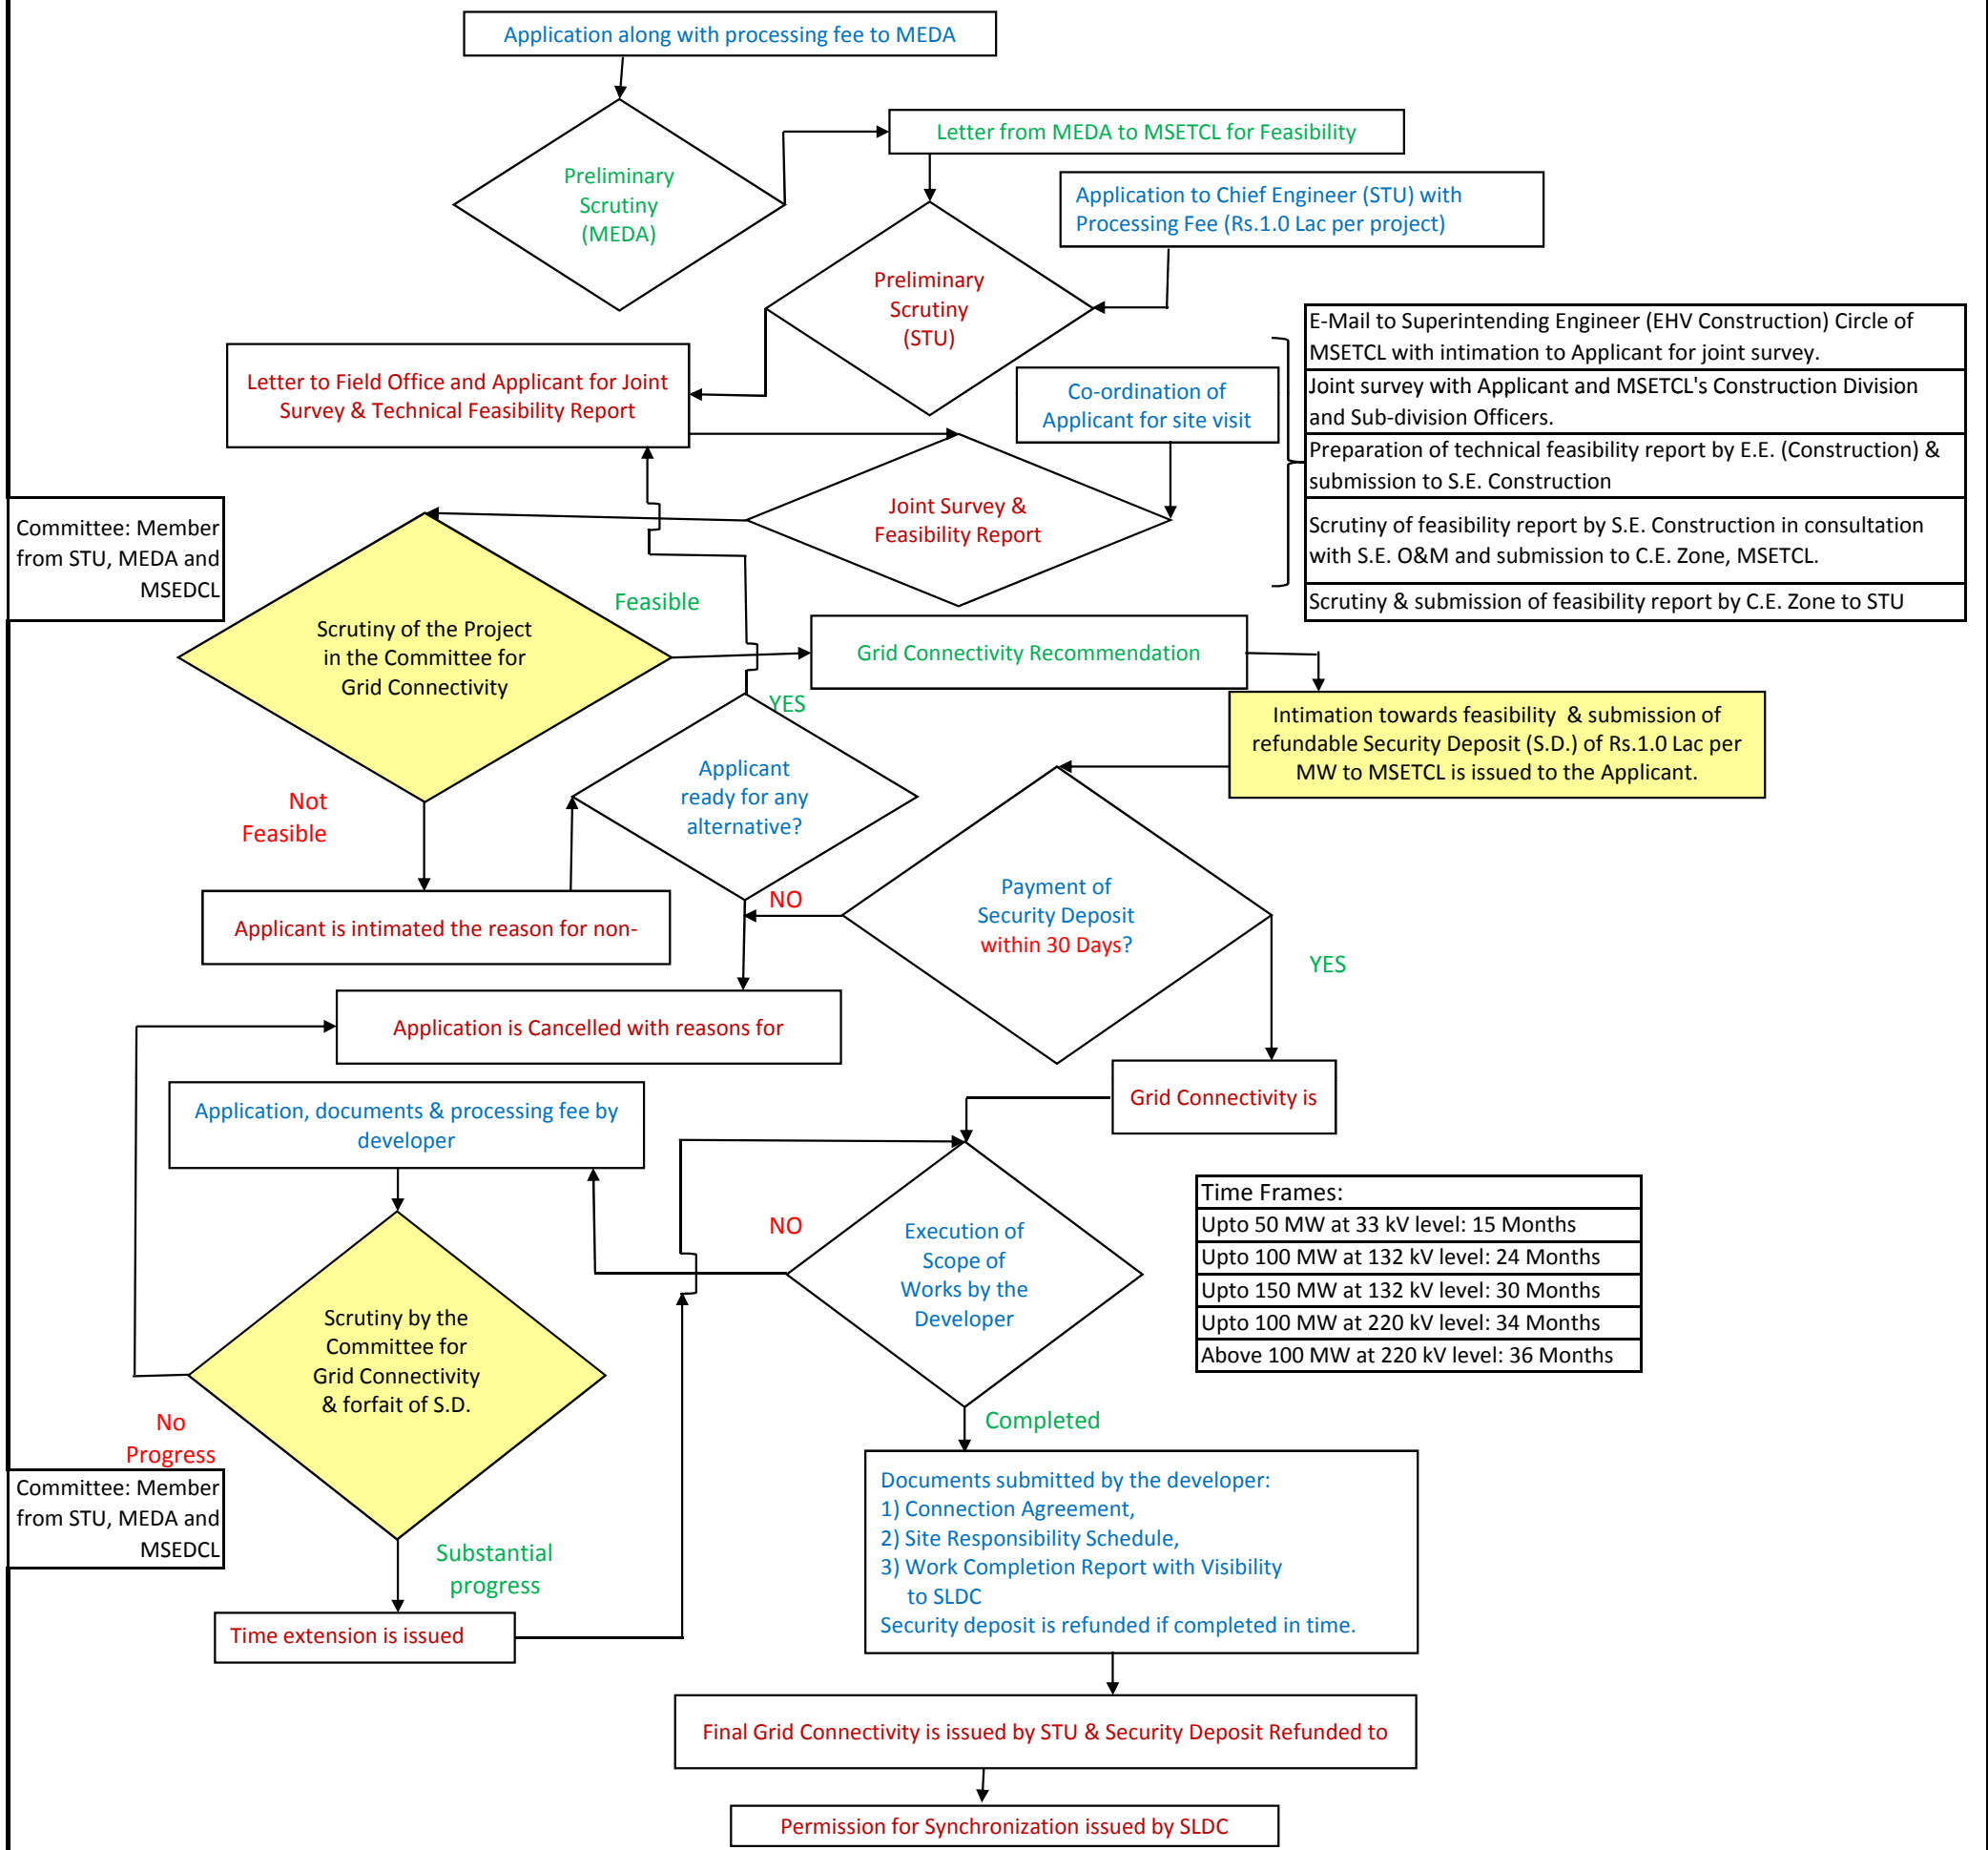 Application along with processing fee to MEDA
Preliminary
Scrutiny
(MEDA)
Letter from MEDA to MSETCL for Feasibility
Application to Chief Engineer (STU) with
Processing Fee (Rs.1.0 Lac per project)
Preliminary
Scrutiny
(STU)
Letter to Field Office and Applicant for Joint
Survey & Technical Feasibility Report
Co-ordination of
Applicant for site visit
E-Mail to Superintending Engineer (EHV Construction) Circle of
MSETCL with intimation to Applicant for joint survey.
Joint survey with Applicant and MSETCL's Construction Division
and Sub-division Officers.
Preparation of technical feasibility report by E.E. (Construction) &
submission to S.E. Construction
Scrutiny of feasibility report by S.E. Construction in consultation
with S.E. O&M and submission to C.E. Zone, MSETCL.
Scrutiny & submission of feasibility report by C.E. Zone to STU
Joint Survey &
Feasibility Report
Committee: Member
from STU, MEDA and
MSEDCL
Scrutiny of the Project
in the Committee for
Grid Connectivity
Feasible
Grid Connectivity Recommendation
Intimation towards feasibility & submission of
refundable Security Deposit (S.D.) of Rs.1.0 Lac per
MW to MSETCL is issued to the Applicant.
YES
Applicant
ready for any
alternative?
Not
Feasible
NO
Applicant is intimated the reason for non-
Payment of
Security Deposit
within 30 Days?
YES
Application is Cancelled with reasons for
Grid Connectivity is
Application, documents & processing fee by
developer
NO
Execution of
Scope of
Works by the
Developer
Time Frames:
Upto 50 MW at 33 kV level: 15 Months
Upto 100 MW at 132 kV level: 24 Months
Upto 150 MW at 132 kV level: 30 Months
Upto 100 MW at 220 kV level: 34 Months
Above 100 MW at 220 kV level: 36 Months
Scrutiny by the
Committee for
Grid Connectivity
& forfait of S.D.
No
Progress
Committee: Member
from STU, MEDA and
MSEDCL
Completed
Documents submitted by the developer:
1) Connection Agreement,
2) Site Responsibility Schedule,
3) Work Completion Report with Visibility
to SLDC
Security deposit is refunded if completed in time.
Substantial
progress
Time extension is issued
Final Grid Connectivity is issued by STU & Security Deposit Refunded to
Permission for Synchronization issued by SLDC